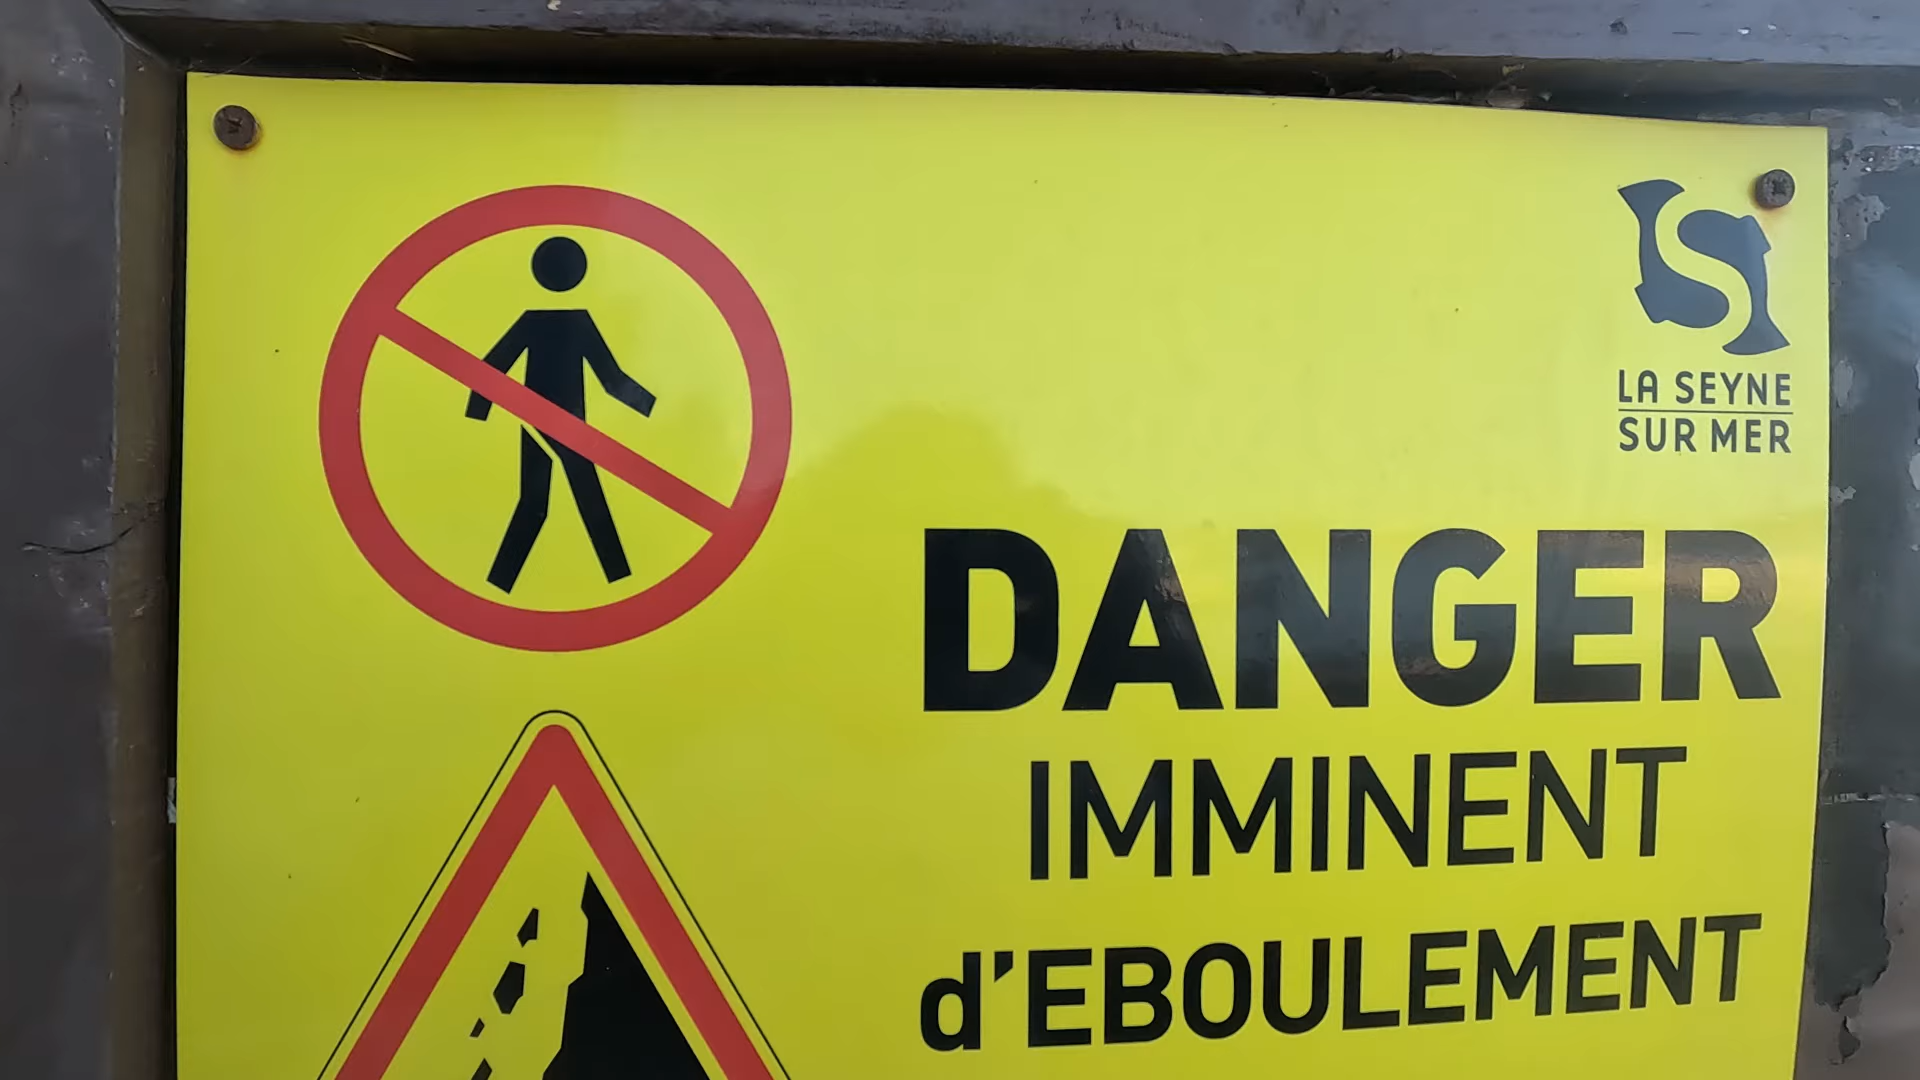 LA SEYNE
SUR MER
DANGER
IMMINENT
d'EBOULEMENT